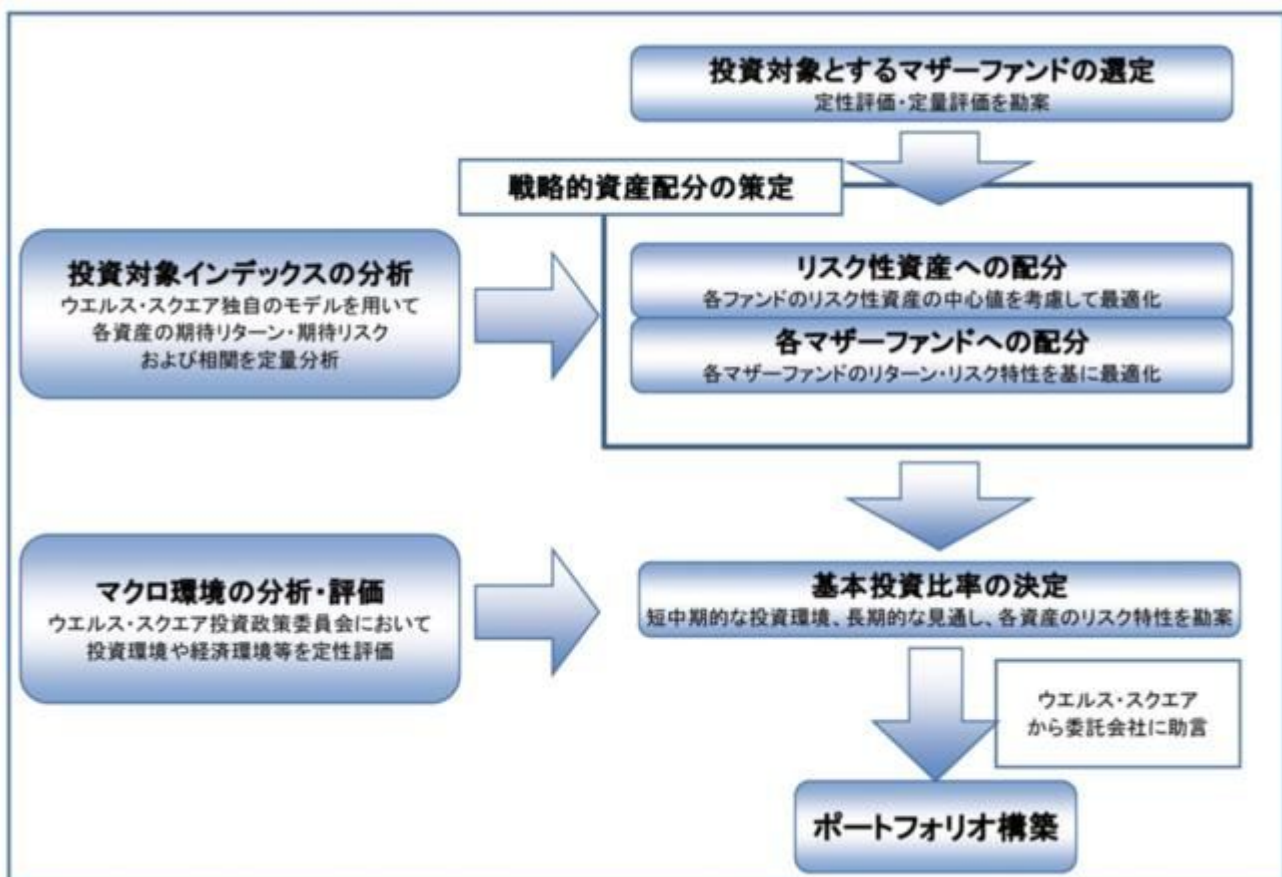 投資対象とするマザーファンドの選定
定性評価・定量評価を勘案
戦略的資産配分の策定
投資対象インデックスの分析
ウエルス・スクエア独自のモデルを用いて
各資産の期待リターン・期待リスク
および相関を定量分析
リスク性資産への配分
各ファンドのリスク性資産の中心値を考慮して最適化
各マザーファンドへの配分
各マザーファンドのリターン・リスク特性を基に最適化
マクロ環境の分析・評価
ウエルス・スクエア投資政策委員会において
投資環境や経済環境等を定性評価
基本投資比率の決定
短中期的な投資環境、長期的な見通し、各資産のリスク特性を勘案
ウエルス・スクエア
から委託会社に助言
ポートフォリオ構築